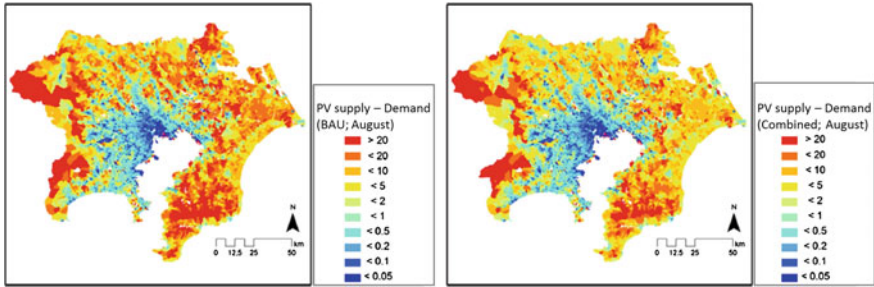 PV supply – Demand
(BAU; August)
> 20
< 20
< 10
< 5
< 2
< 1
< 0.5
< 0.2
< 0.1
< 0.05
N
0 12.5 25 50
km
PV supply – Demand
(Combined; August)
> 20
< 20
< 10
< 5
< 2
< 1
< 0.5
< 0.2
< 0.1
< 0.05
N
0 12.5 25 50
km